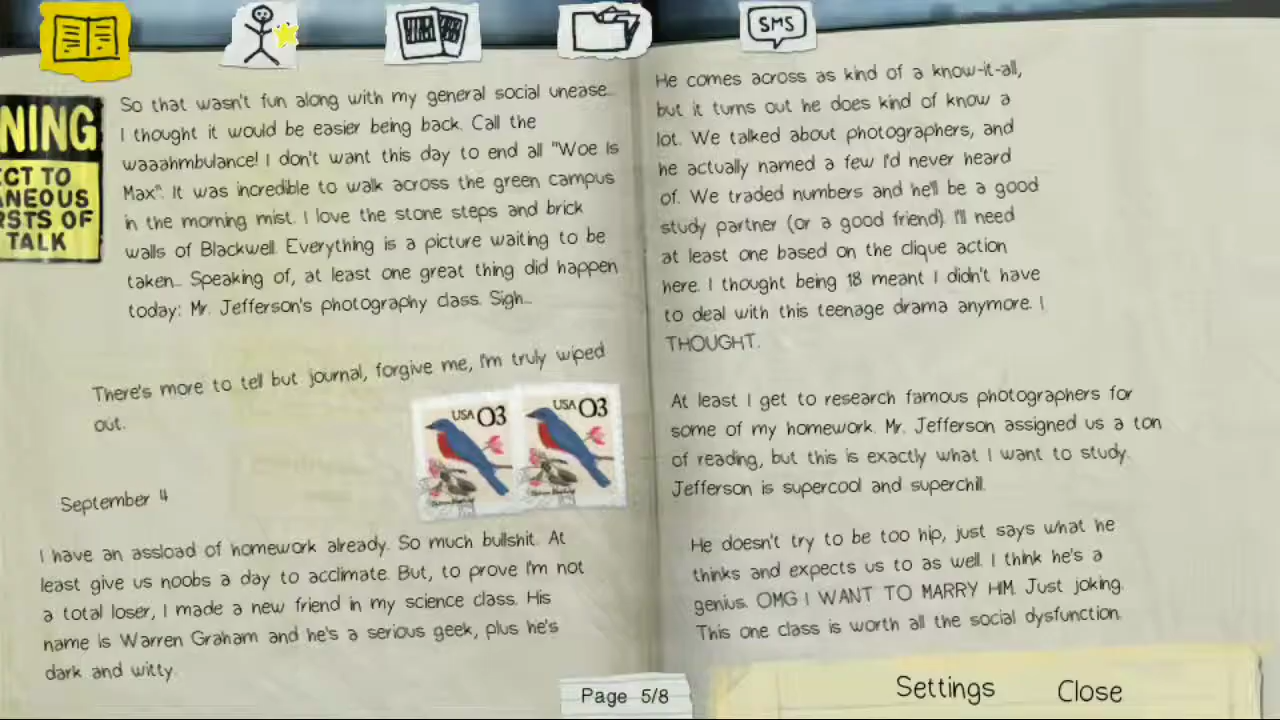 SMS
NING
ECT TO
ANEOUS
RSTS OF
TALK
So that wasn't fun along with my general social unease...
I thought it would be easier being back. Call the
waaahmbulance! I don't want this day to end all "Woe Is
Max". It was incredible to walk across the green campus
in the morning mist. I love the stone steps and brick
walls of Blackwell. Everything is a picture waiting to be
taken... Speaking of, at least one great thing did happen
today: Mr. Jefferson's photography class. Sigh...
There's more to tell but journal, forgive me, I'm truly wiped
out.
USA 03
USA 03
September 4
I have an assload of homework already. So much bullshit. At
least give us noobs a day to acclimate. But, to prove I'm not
a total loser, I made a new friend in my science class. His
name is Warren Graham and he's a serious geek, plus he's
dark and witty.
He comes across as kind of a know-it-all,
but it turns out he does kind of know a
lot. We talked about photographers, and
he actually named a few I'd never heard
of. We traded numbers and he'll be a good
study partner (or a good friend). I'll need
at least one based on the clique action
here. I thought being 18 meant I didn't have
to deal with this teenage drama anymore. I
THOUGHT.
At least I get to research famous photographers for
some of my homework. Mr. Jefferson assigned us a ton
of reading, but this is exactly what I want to study.
Jefferson is supercool and superchill.
He doesn't try to be too hip, just says what he
thinks and expects us to as well. I think he's a
genius. OMG I WANT TO MARRY HIM. Just joking.
This one class is worth all the social dysfunction.
Page 5/8
Settings
Close